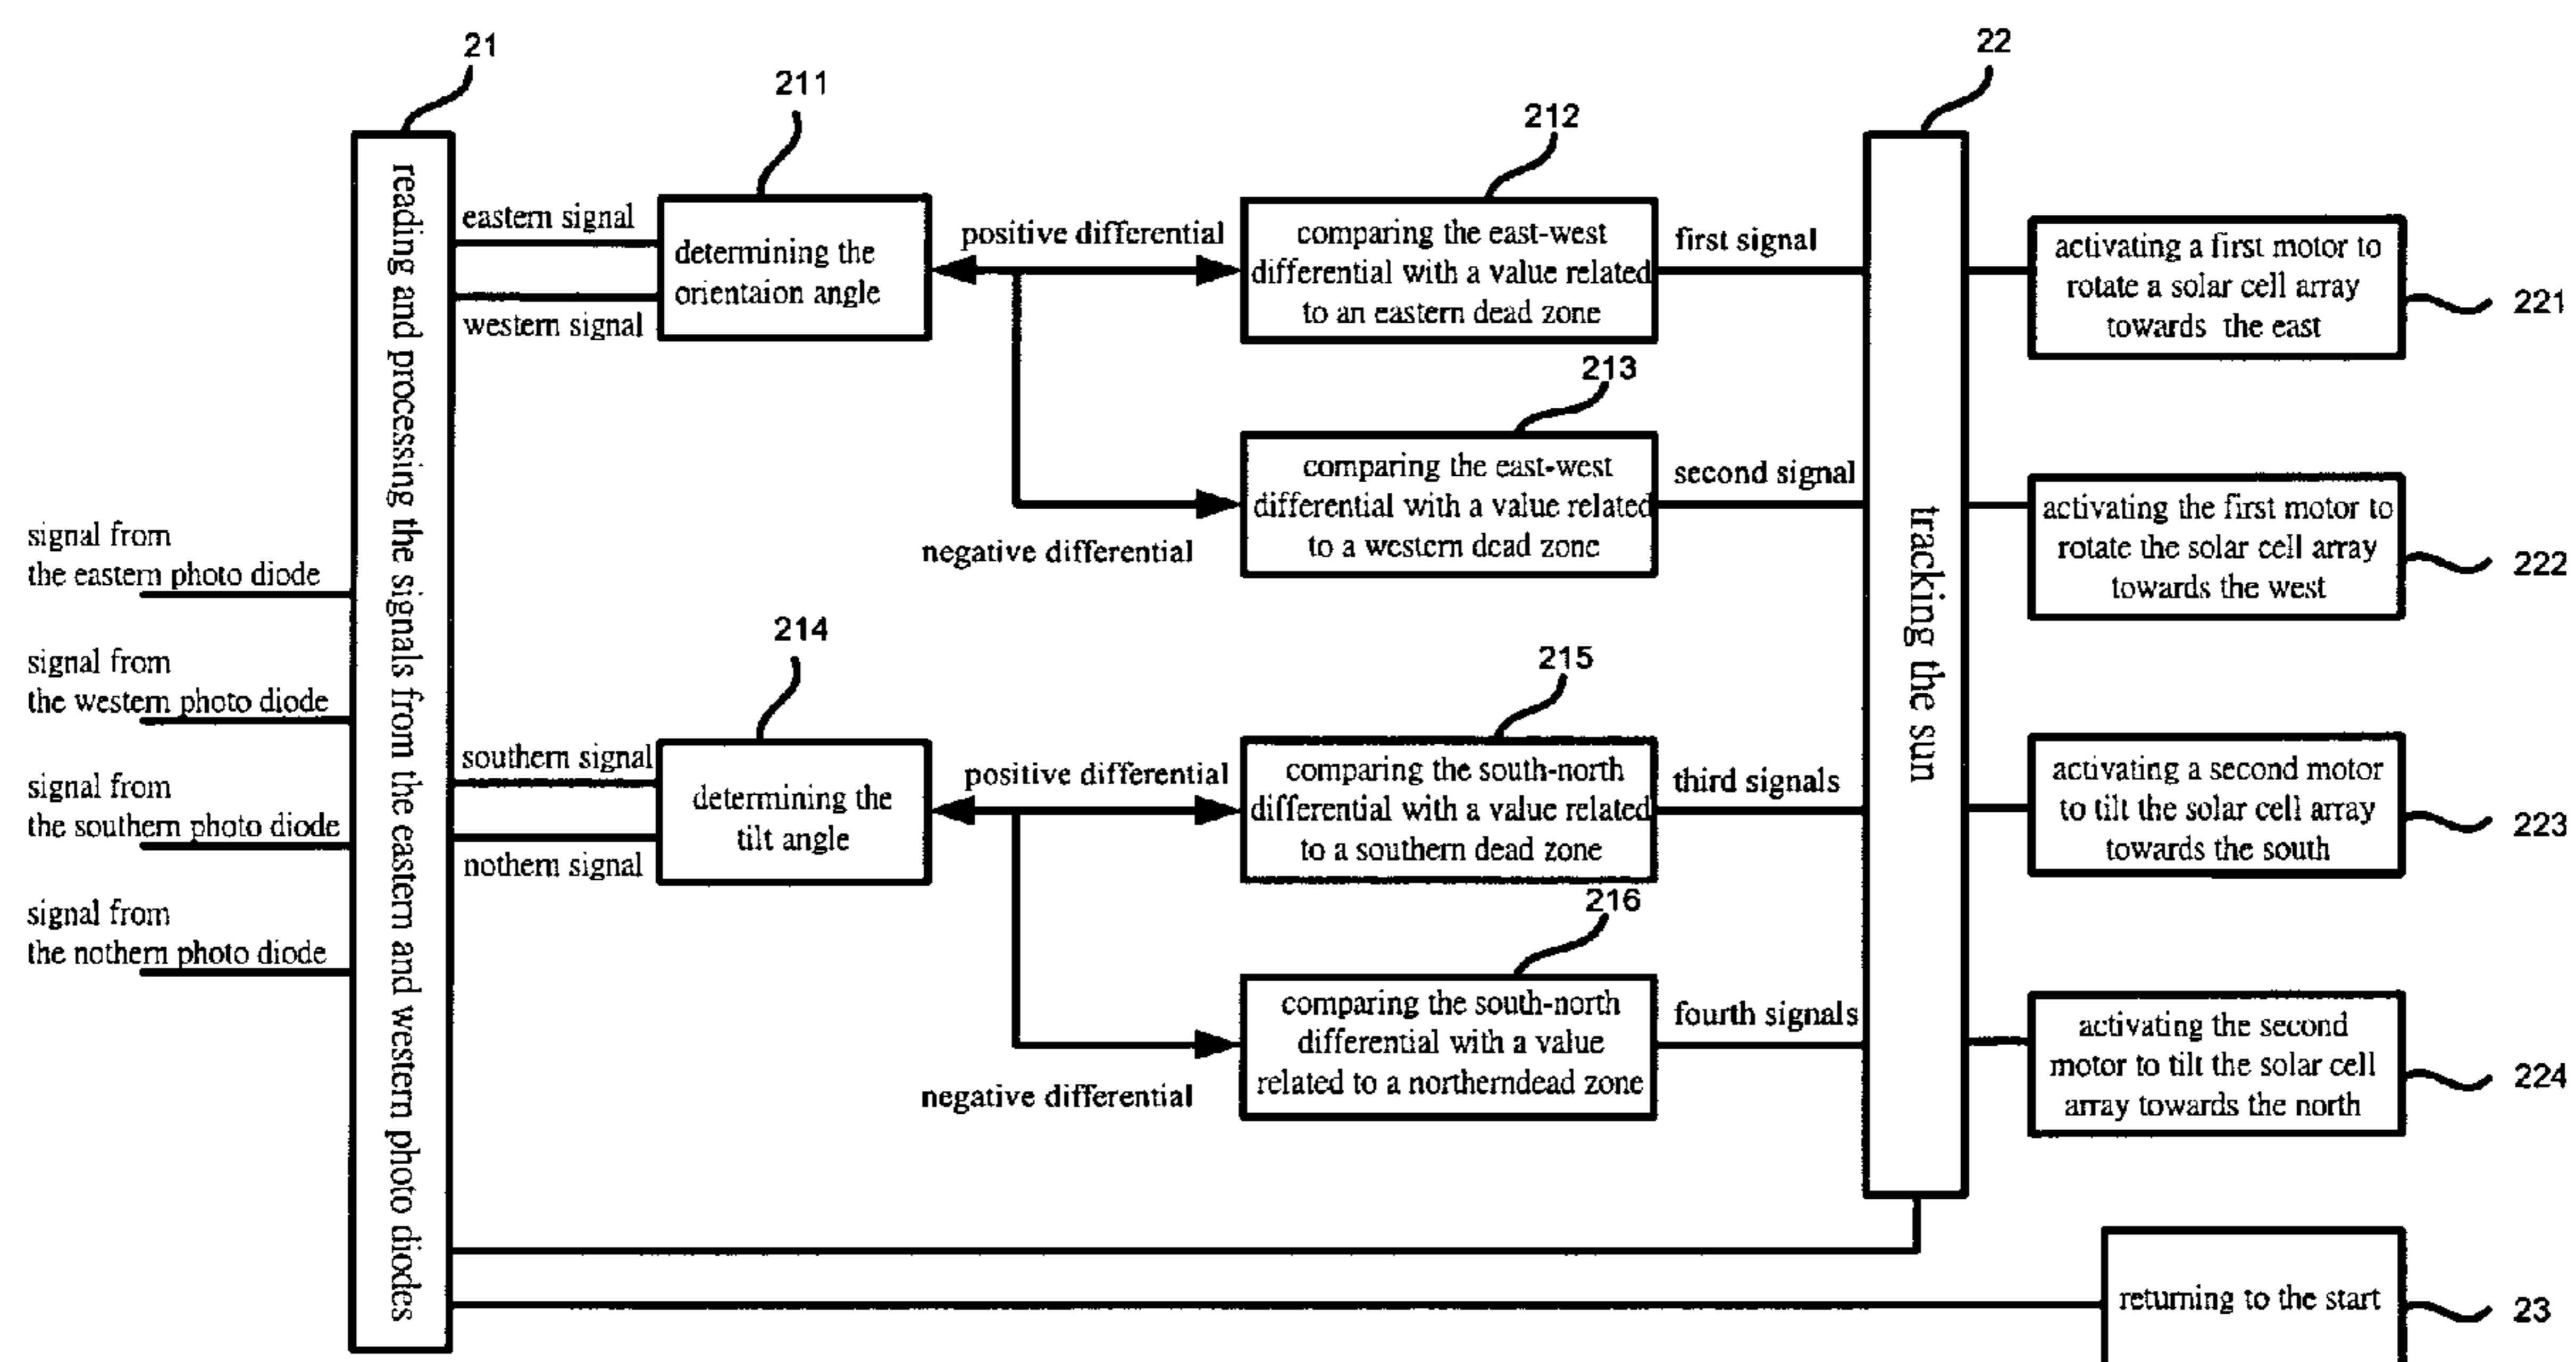 21
22
211
212
reading and processing the signals from the eastern and western photo diodes
eastern signal
western signal
determining the
orientaion angle
positive differential
comparing the east-west
differential with a value related
to an eastern dead zone
first signal
activating a first motor to
rotate a solar cell array
towards the east
221
213
negative differential
comparing the east-west
differential with a value related
to a western dead zone
second signal
tracking the sun
activating the first motor to
rotate the solar cell array
towards the west
222
signal from
the eastern photo diode
signal from
the western photo diode
signal from
the southern photo diode
signal from
the nothern photo diode
214
215
southern signal
nothern signal
determining the
tilt angle
positive differential
comparing the south-north
differential with a value related
to a southern dead zone
third signals
activating a second motor
to tilt the solar cell array
towards the south
223
216
negative differential
comparing the south-north
differential with a value
related to a northerndead zone
fourth signals
activating the second
motor to tilt the solar cell
array towards the north
224
returning to the start
23